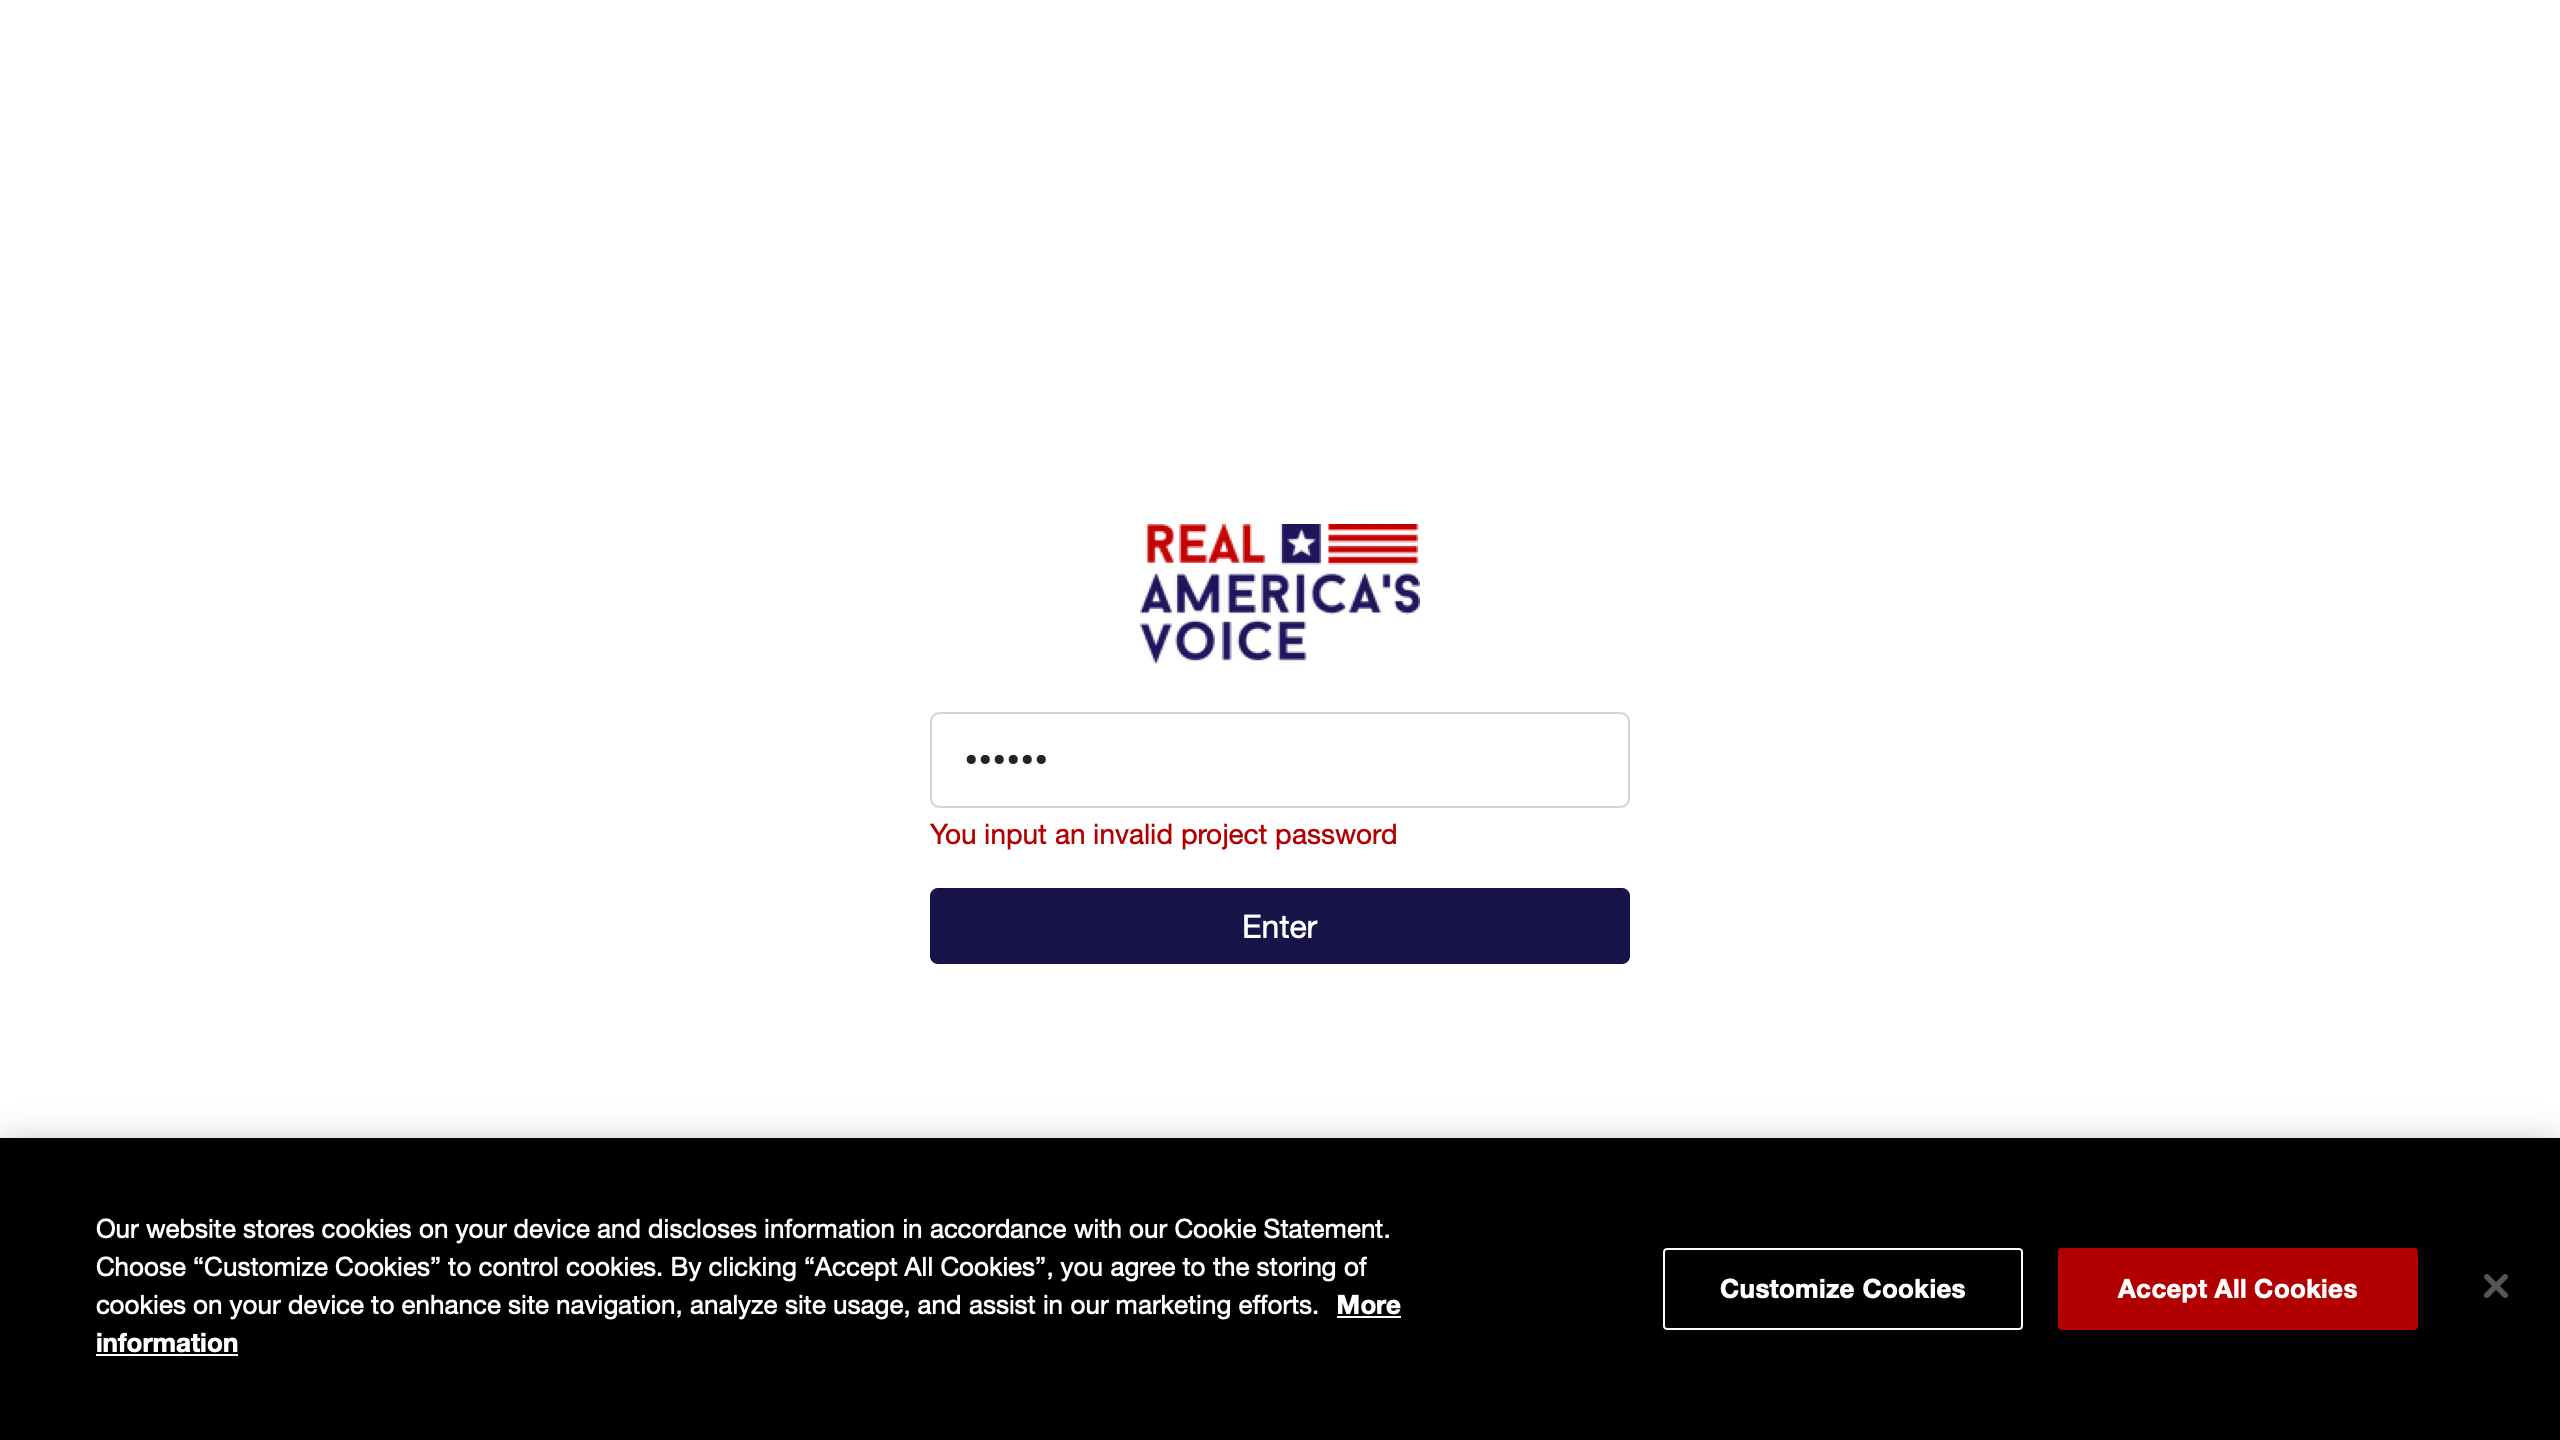 REAL
AMERICA'S
VOICE
••••••
You input an invalid project password
Enter
Our website stores cookies on your device and discloses information in accordance with our Cookie Statement.
Choose “Customize Cookies” to control cookies. By clicking “Accept All Cookies”, you agree to the storing of
cookies on your device to enhance site navigation, analyze site usage, and assist in our marketing efforts. More
information
Customize Cookies
Accept All Cookies